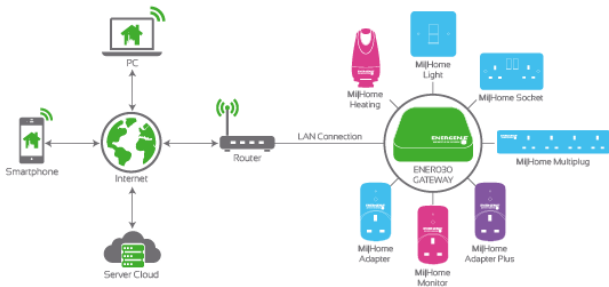 PC
Smartphone
Internet
Server Cloud
Router
LAN Connection
Mi|Home
Heating
Mi|Home
Light
Mi|Home Socket
ENERGENIE
Mi|Home Multiplug
ENER030
GATEWAY
Mi|Home
Adapter
Mi|Home
Monitor
Mi|Home
Adapter Plus